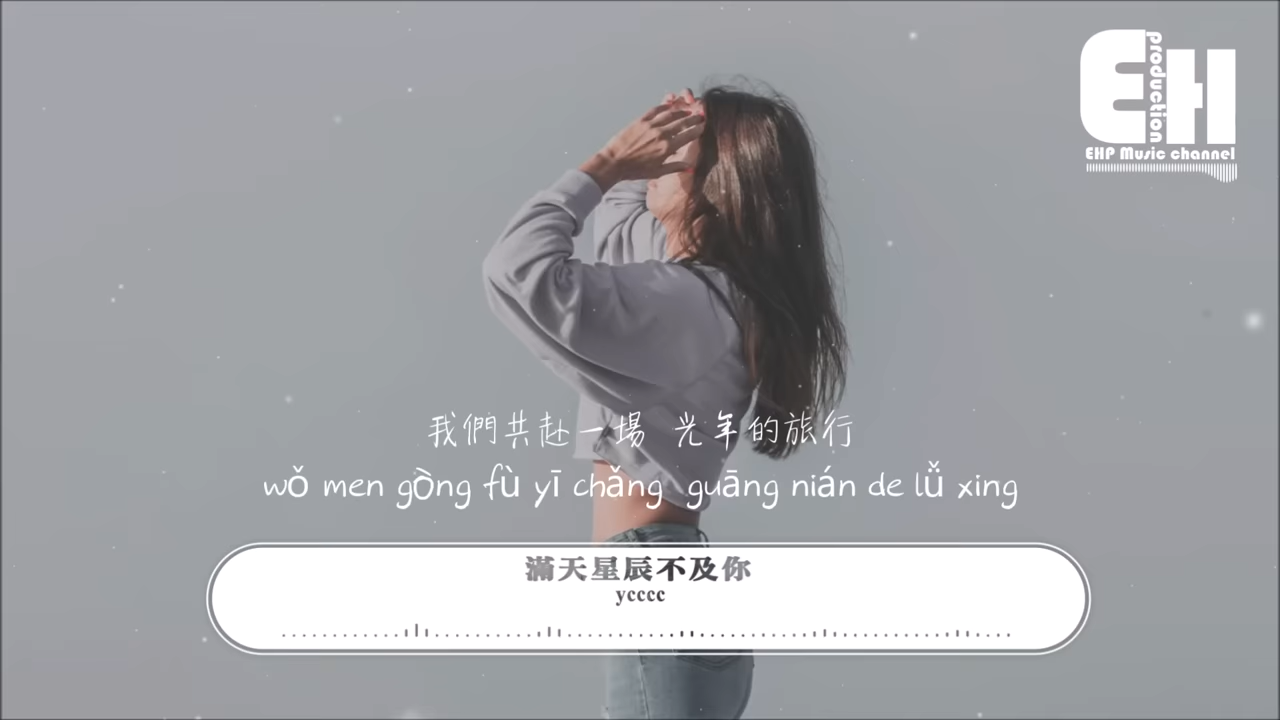 EH
production
EHP Music channel
我們共赴一場 光年的旅行
wǒ men gòng fù yī chǎng guāng nián de lǚ xing
滿天星辰不及你
ycccc